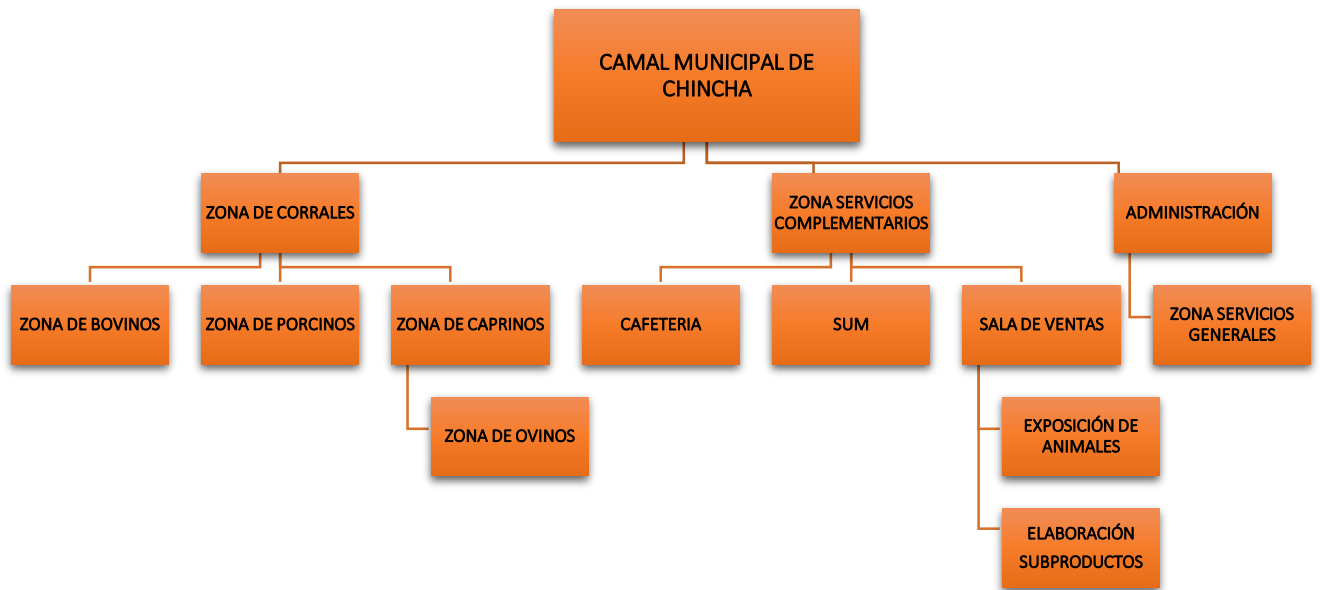 CAMAL MUNICIPAL DE
CHINCHA
ZONA DE CORRALES
ZONA SERVICIOS
COMPLEMENTARIOS
ADMINISTRACIÓN
ZONA DE BOVINOS
ZONA DE PORCINOS
ZONA DE CAPRINOS
CAFETERIA
SUM
SALA DE VENTAS
ZONA SERVICIOS
GENERALES
ZONA DE OVINOS
EXPOSICIÓN DE
ANIMALES
ELABORACIÓN
SUBPRODUCTOS